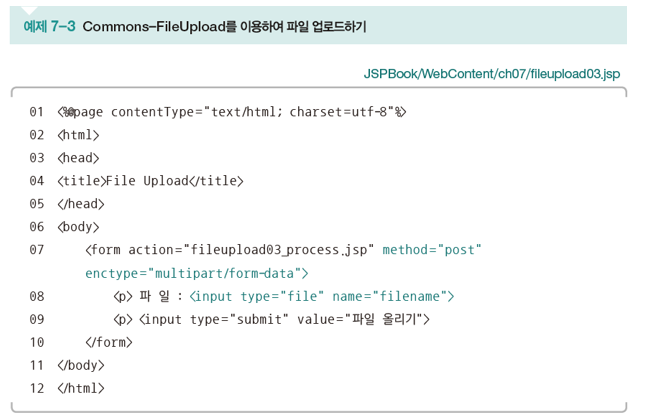 예제 7-3 Commons-FileUpload를 이용하여 파일 업로드하기
JSPBook/WebContent/ch07/fileupload03.jsp
01 <%@page contentType="text/html; charset=utf-8"%>
02 <html>
03 <head>
04 <title>File Upload</title>
05 </head>
06 <body>
07 <form action="fileupload03_process.jsp" method="post"
enctype="multipart/form-data">
08 <p> 파 일 : <input type="file" name="filename">
09 <p> <input type="submit" value="파일 올리기">
10 </form>
11 </body>
12 </html>